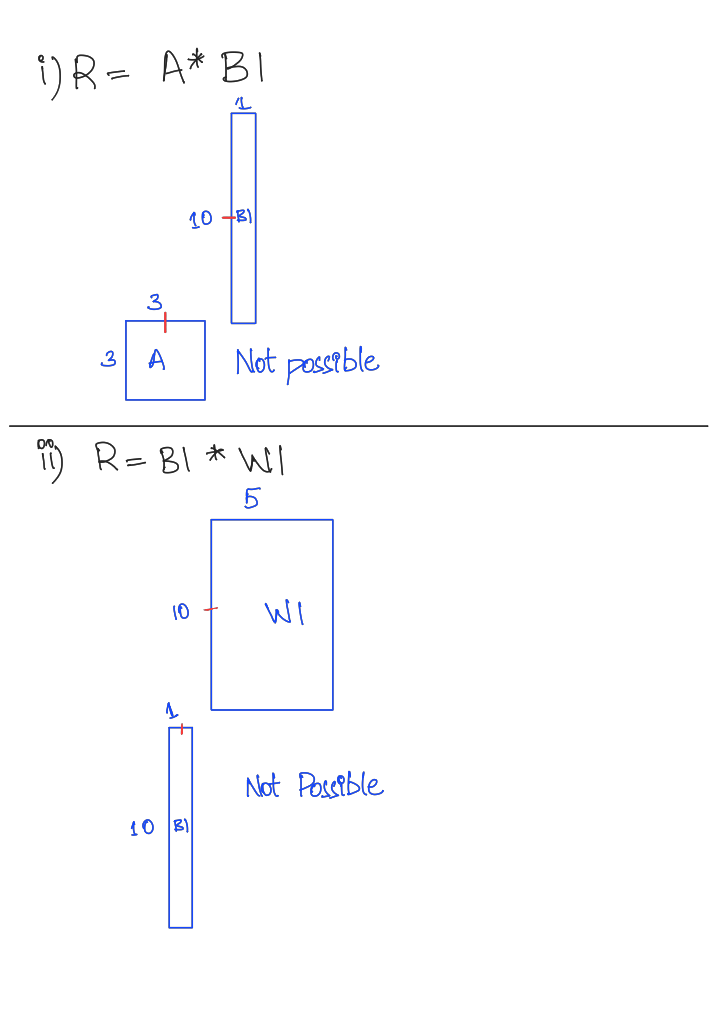 i) R = A * B1
1
10 B1
3
3 A Not possible
ii) R = B1 * W1
5
10 W1
1
Not Possible
10 B1